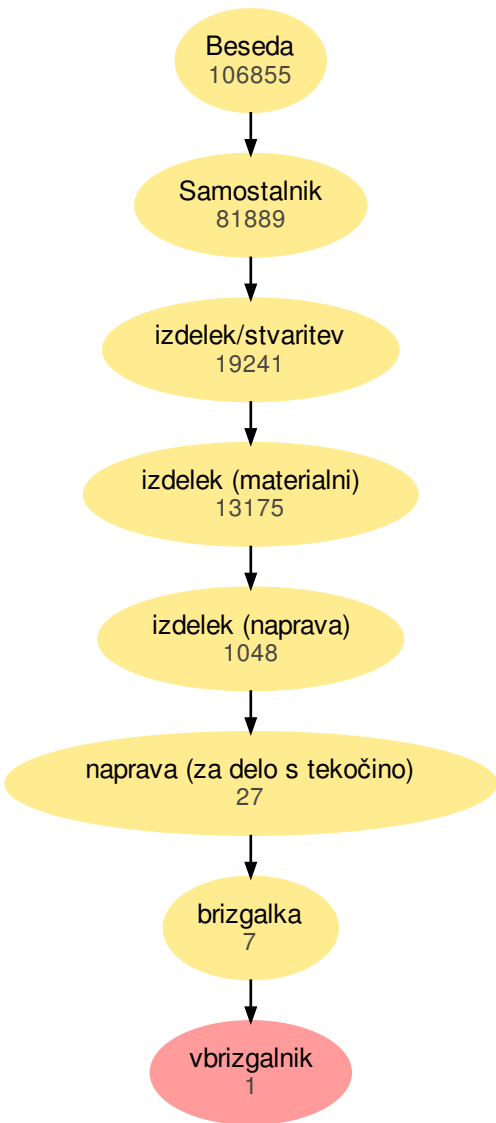 Beseda
106855
Samostalnik
81889
izdelek/stvaritev
19241
izdelek (materialni)
13175
izdelek (naprava)
1048
naprava (za delo s tekočino)
27
brizgalka
7
vbrizgalnik
1